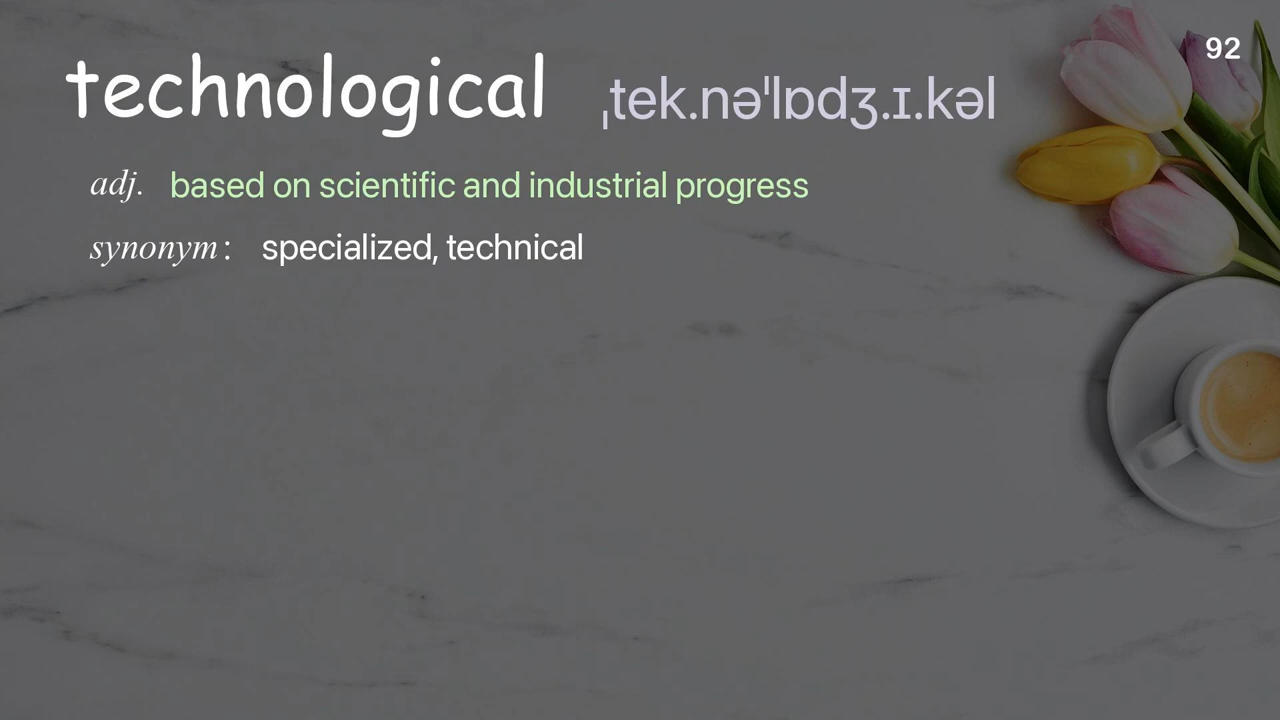 92
technological ˌtek.nəˈlɒdʒ.ɪ.kəl
adj. based on scientific and industrial progress
synonym: specialized, technical